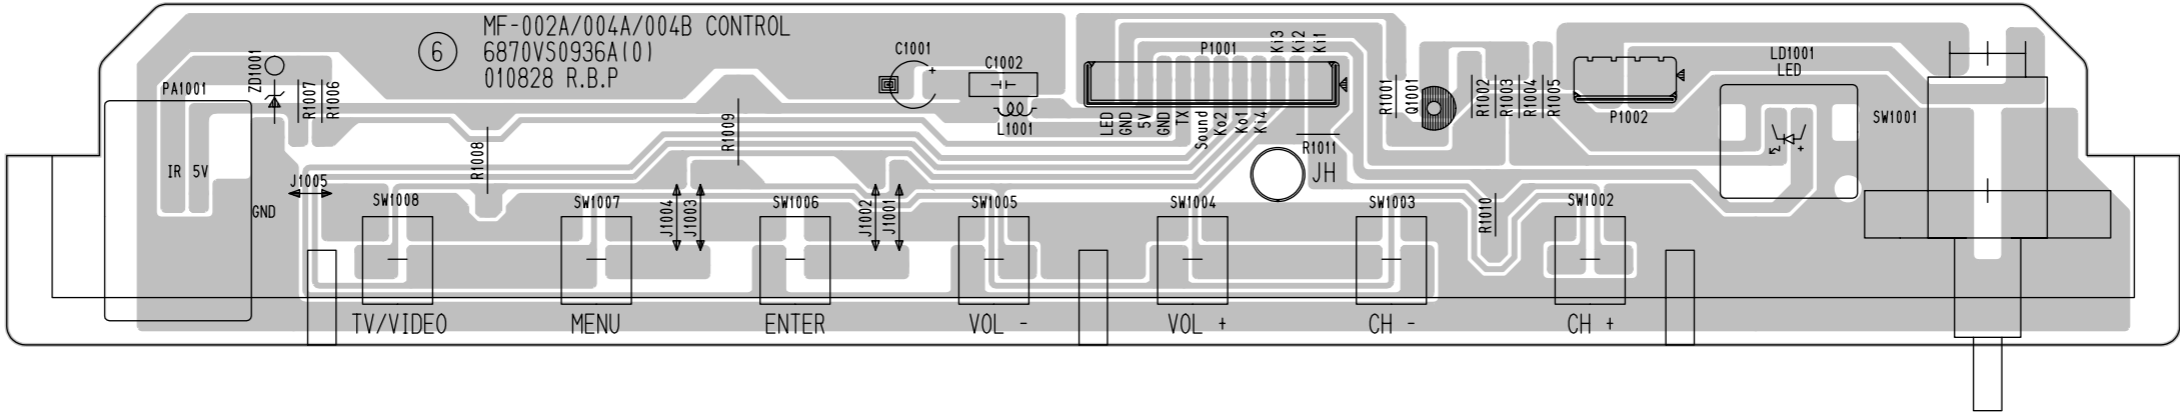 6
MF-002A/004A/004B CONTROL
6870VS0936A(0)
010828 R.B.P
C1001
+
C1002
L1001
P1001
Ki3
Ki2
Ki1
LED
GND
5V
GND
TX
Sound
Ko2
Ko1
Ki4
R1011
JH
R1001
Q1001
R1002
R1003
R1004
R1005
P1002
LD1001
LED
+
SW1001
PA1001
ZD1001
R1007
R1006
IR 5V
GND
J1005
R1008
R1009
SW1008
SW1007
J1004
J1003
SW1006
J1002
J1001
SW1005
SW1004
SW1003
R1010
SW1002
TV/VIDEO
MENU
ENTER
VOL -
VOL +
CH -
CH +